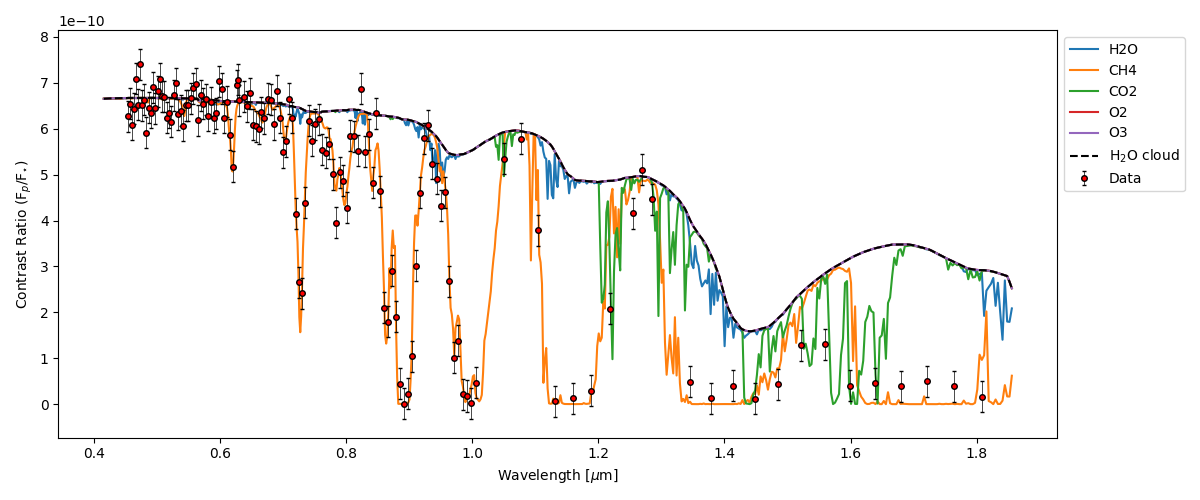 1e−10
8
7
6
5
4
3
2
1
0
Contrast Ratio (Fₚ/F⋆)
0.4 0.6 0.8 1.0 1.2 1.4 1.6 1.8
Wavelength [μm]
H2O
CH4
CO2
O2
O3
H₂O cloud
Data